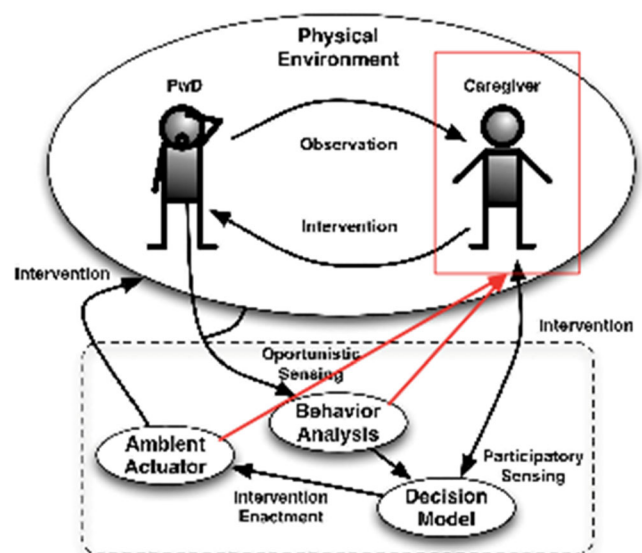 Physical
Environment
PwD
Caregiver
Observation
Intervention
Intervention
Intervention
Oportunistic
Sensing
Behavior
Analysis
Ambient
Actuator
Participatory
Sensing
Intervention
Enactment
Decision
Model